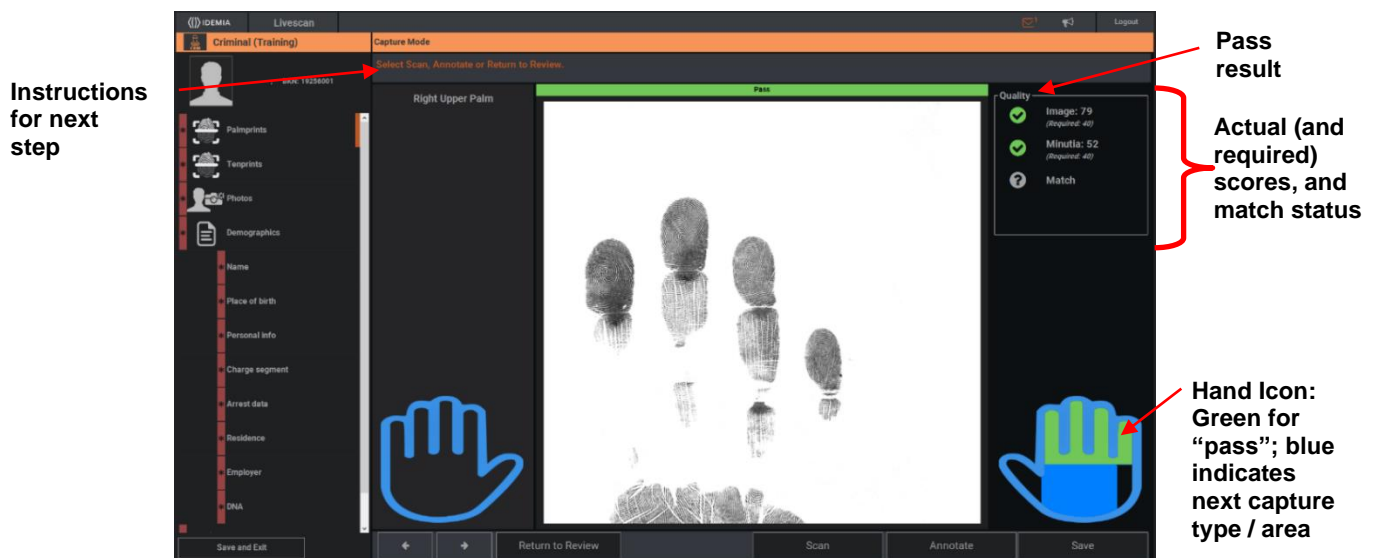 IDEMIA Livescan 1 Logout
Criminal (Training) Capture Mode
Select Scan, Annotate or Return to Review.
19256001
Right Upper Palm
Pass
Quality
Image: 79
(Required: 40)
Minutia: 52
(Required: 40)
Match
Palmprints
Tenprints
Photos
Demographics
Name
Place of birth
Personal info
Charge segment
Arrest data
Residence
Employer
DNA
Save and Exit
Return to Review
Scan
Annotate
Save
Instructions
for next
step
Pass
result
Actual (and
required)
scores, and
match status
Hand Icon:
Green for
“pass”; blue
indicates
next capture
type / area